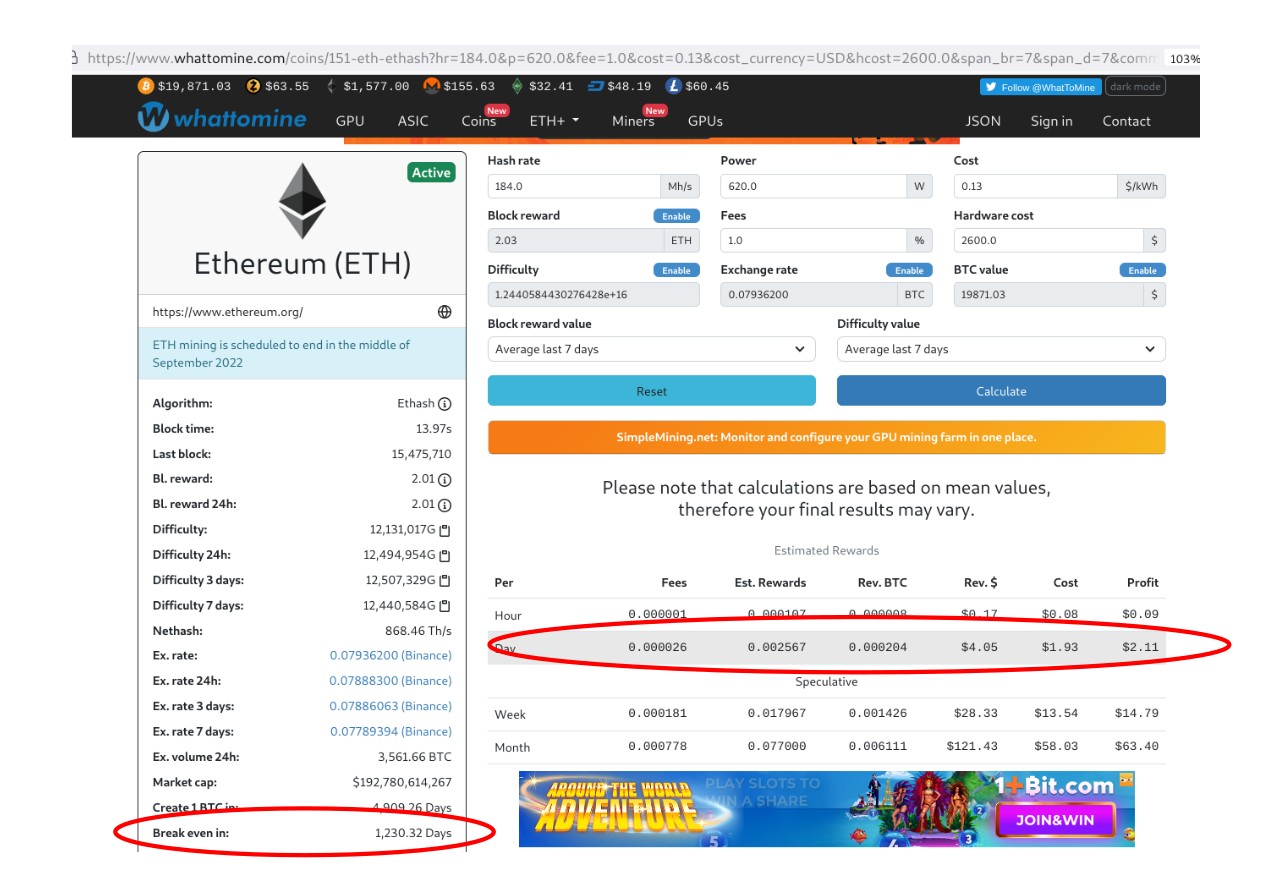 https://www.whattomine.com/coins/151-eth-ethash?hr=184.0&p=620.0&fee=1.0&cost=0.13&cost_currency=USD&hcost=2600.0&span_br=7&span_d=7&comm 103%
$19,871.03 $63.55 $1,577.00 $155.63 $32.41 $48.19 $60.45 Follow @WhatToMine dark mode
whattomine GPU ASIC Coins New ETH+ Miners New GPUs JSON Sign in Contact
Active
Ethereum (ETH)
https://www.ethereum.org/
ETH mining is scheduled to end in the middle of
September 2022
Algorithm: Ethash
Block time: 13.97s
Last block: 15,475,710
Bl. reward: 2.01
Bl. reward 24h: 2.01
Difficulty: 12,131,017G
Difficulty 24h: 12,494,954G
Difficulty 3 days: 12,507,329G
Difficulty 7 days: 12,440,584G
Nethash: 868.46 Th/s
Ex. rate: 0.07936200 (Binance)
Ex. rate 24h: 0.07888300 (Binance)
Ex. rate 3 days: 0.07886063 (Binance)
Ex. rate 7 days: 0.07789394 (Binance)
Ex. volume 24h: 3,561.66 BTC
Market cap: $192,780,614,267
Create 1 BTC in: 4,909.26 Days
Break even in: 1,230.32 Days
Hash rate Power Cost
184.0 Mh/s 620.0 W 0.13 $/kWh
Block reward Enable Fees Hardware cost
2.03 ETH 1.0 % 2600.0 $
Difficulty Enable Exchange rate Enable BTC value Enable
1.2440584430276428e+16 0.07936200 BTC 19871.03 $
Block reward value Difficulty value
Average last 7 days Average last 7 days
Reset Calculate
SimpleMining.net: Monitor and configure your GPU mining farm in one place.
Please note that calculations are based on mean values,
therefore your final results may vary.
Estimated Rewards
Per Fees Est. Rewards Rev. BTC Rev. $ Cost Profit
Hour 0.000001 0.000107 0.000008 $0.17 $0.08 $0.09
Day 0.000026 0.002567 0.000204 $4.05 $1.93 $2.11
Speculative
Week 0.000181 0.017967 0.001426 $28.33 $13.54 $14.79
Month 0.000778 0.077000 0.006111 $121.43 $58.03 $63.40
AROUND THE WORLD
ADVENTURE
PLAY SLOTS TO
WIN A SHARE
5
4
3
2
1+Bit.com
JOIN&WIN